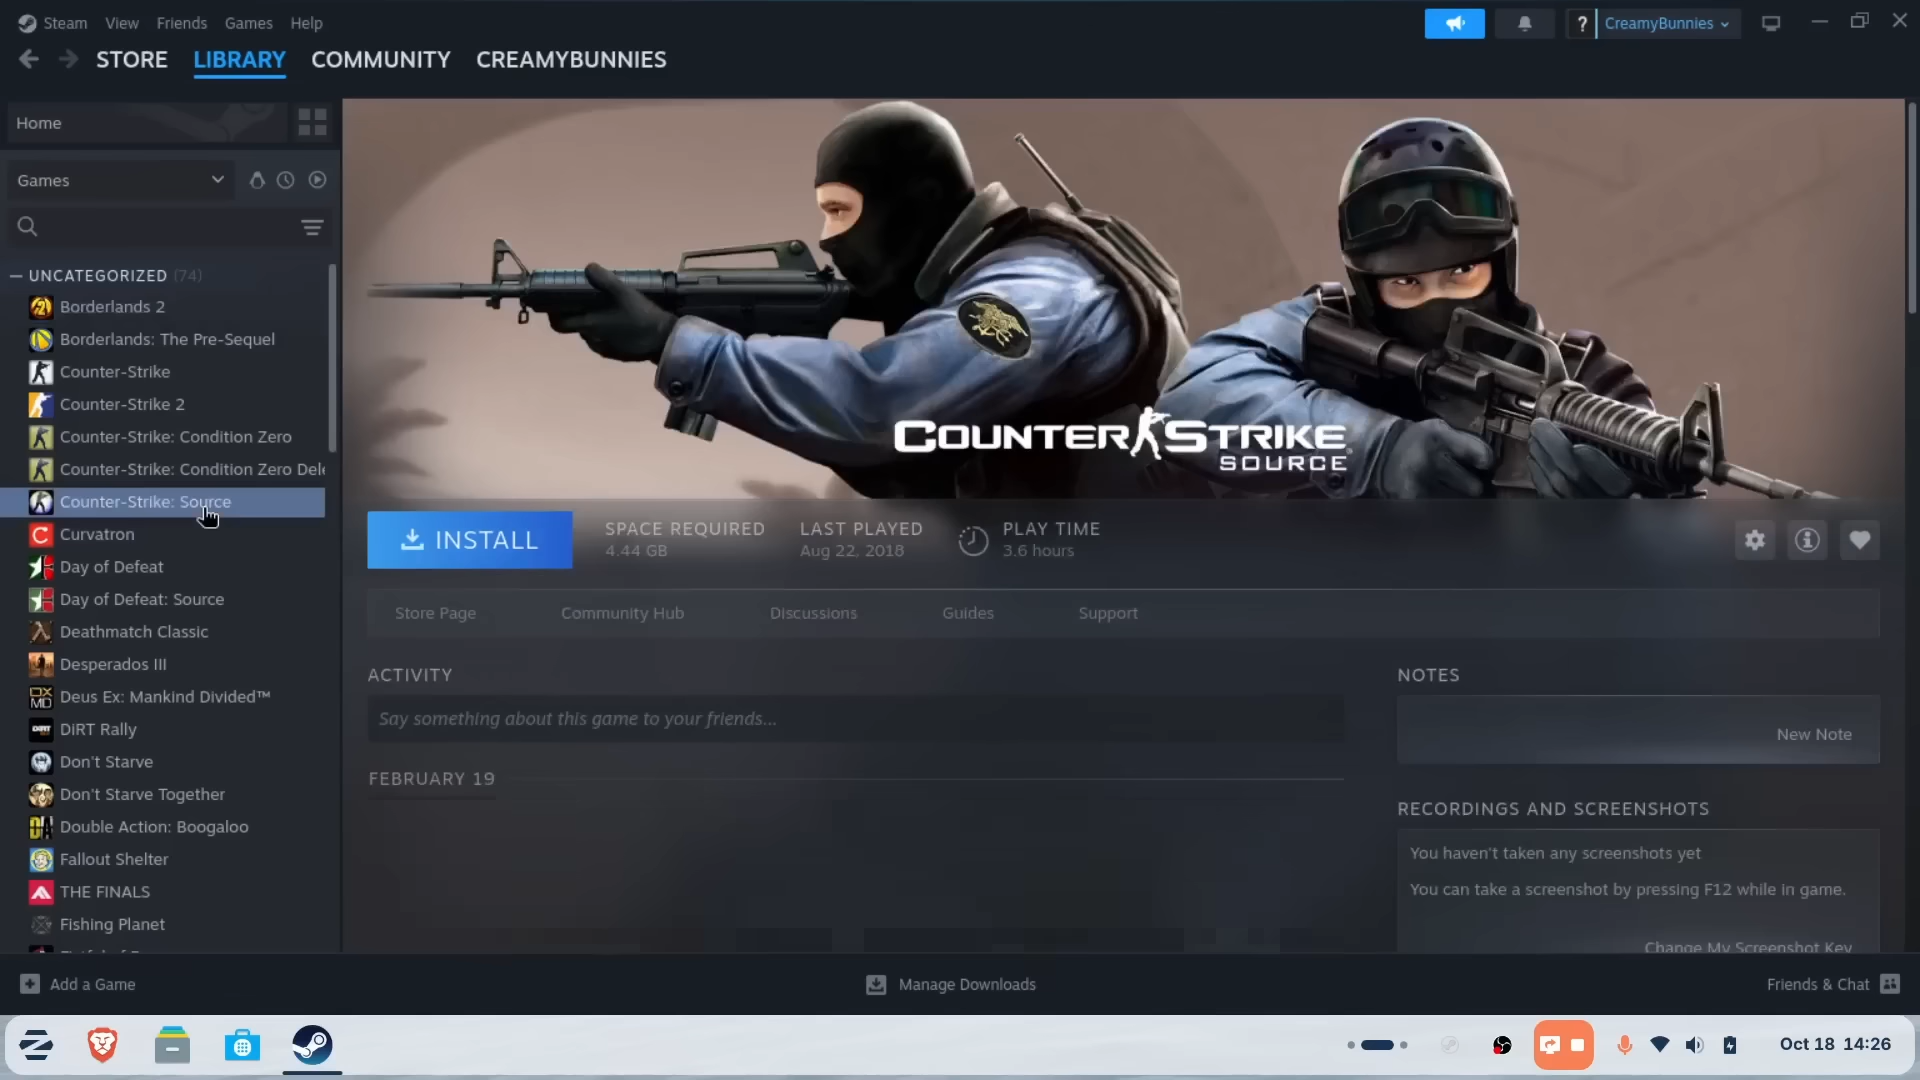 Steam View Friends Games Help
? CreamyBunnies
STORE LIBRARY COMMUNITY CREAMYBUNNIES
Home
Games
UNCATEGORIZED (74)
Borderlands 2
Borderlands: The Pre-Sequel
Counter-Strike
Counter-Strike 2
Counter-Strike: Condition Zero
Counter-Strike: Condition Zero Dele
Counter-Strike: Source
Curvatron
Day of Defeat
Day of Defeat: Source
Deathmatch Classic
Desperados III
Deus Ex: Mankind Divided™
DiRT Rally
Don't Starve
Don't Starve Together
Double Action: Boogaloo
Fallout Shelter
THE FINALS
Fishing Planet
COUNTER STRIKE
SOURCE
INSTALL
SPACE REQUIRED
4.44 GB
LAST PLAYED
Aug 22, 2018
PLAY TIME
3.6 hours
Store Page Community Hub Discussions Guides Support
ACTIVITY
Say something about this game to your friends...
FEBRUARY 19
NOTES
New Note
RECORDINGS AND SCREENSHOTS
You haven't taken any screenshots yet
You can take a screenshot by pressing F12 while in game.
Change My Screenshot Key
Add a Game
Manage Downloads
Friends & Chat
Oct 18 14:26